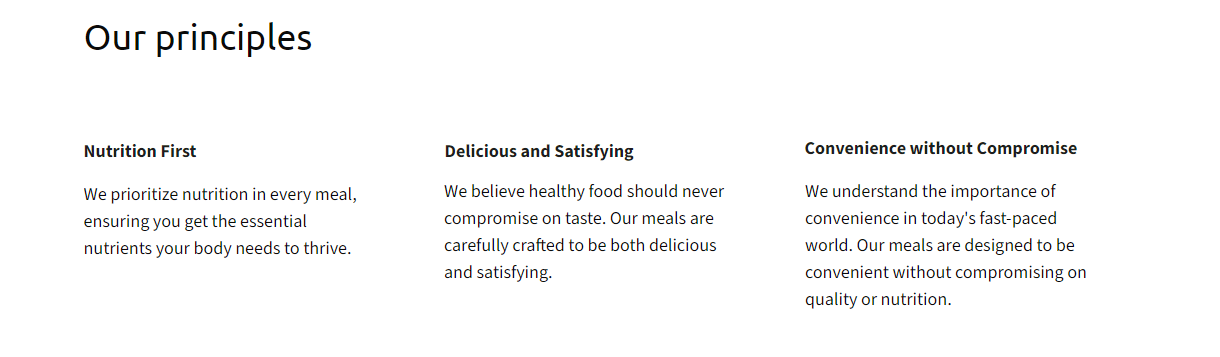 Our principles
Nutrition First
We prioritize nutrition in every meal,
ensuring you get the essential
nutrients your body needs to thrive.
Delicious and Satisfying
We believe healthy food should never
compromise on taste. Our meals are
carefully crafted to be both delicious
and satisfying.
Convenience without Compromise
We understand the importance of
convenience in today's fast-paced
world. Our meals are designed to be
convenient without compromising on
quality or nutrition.